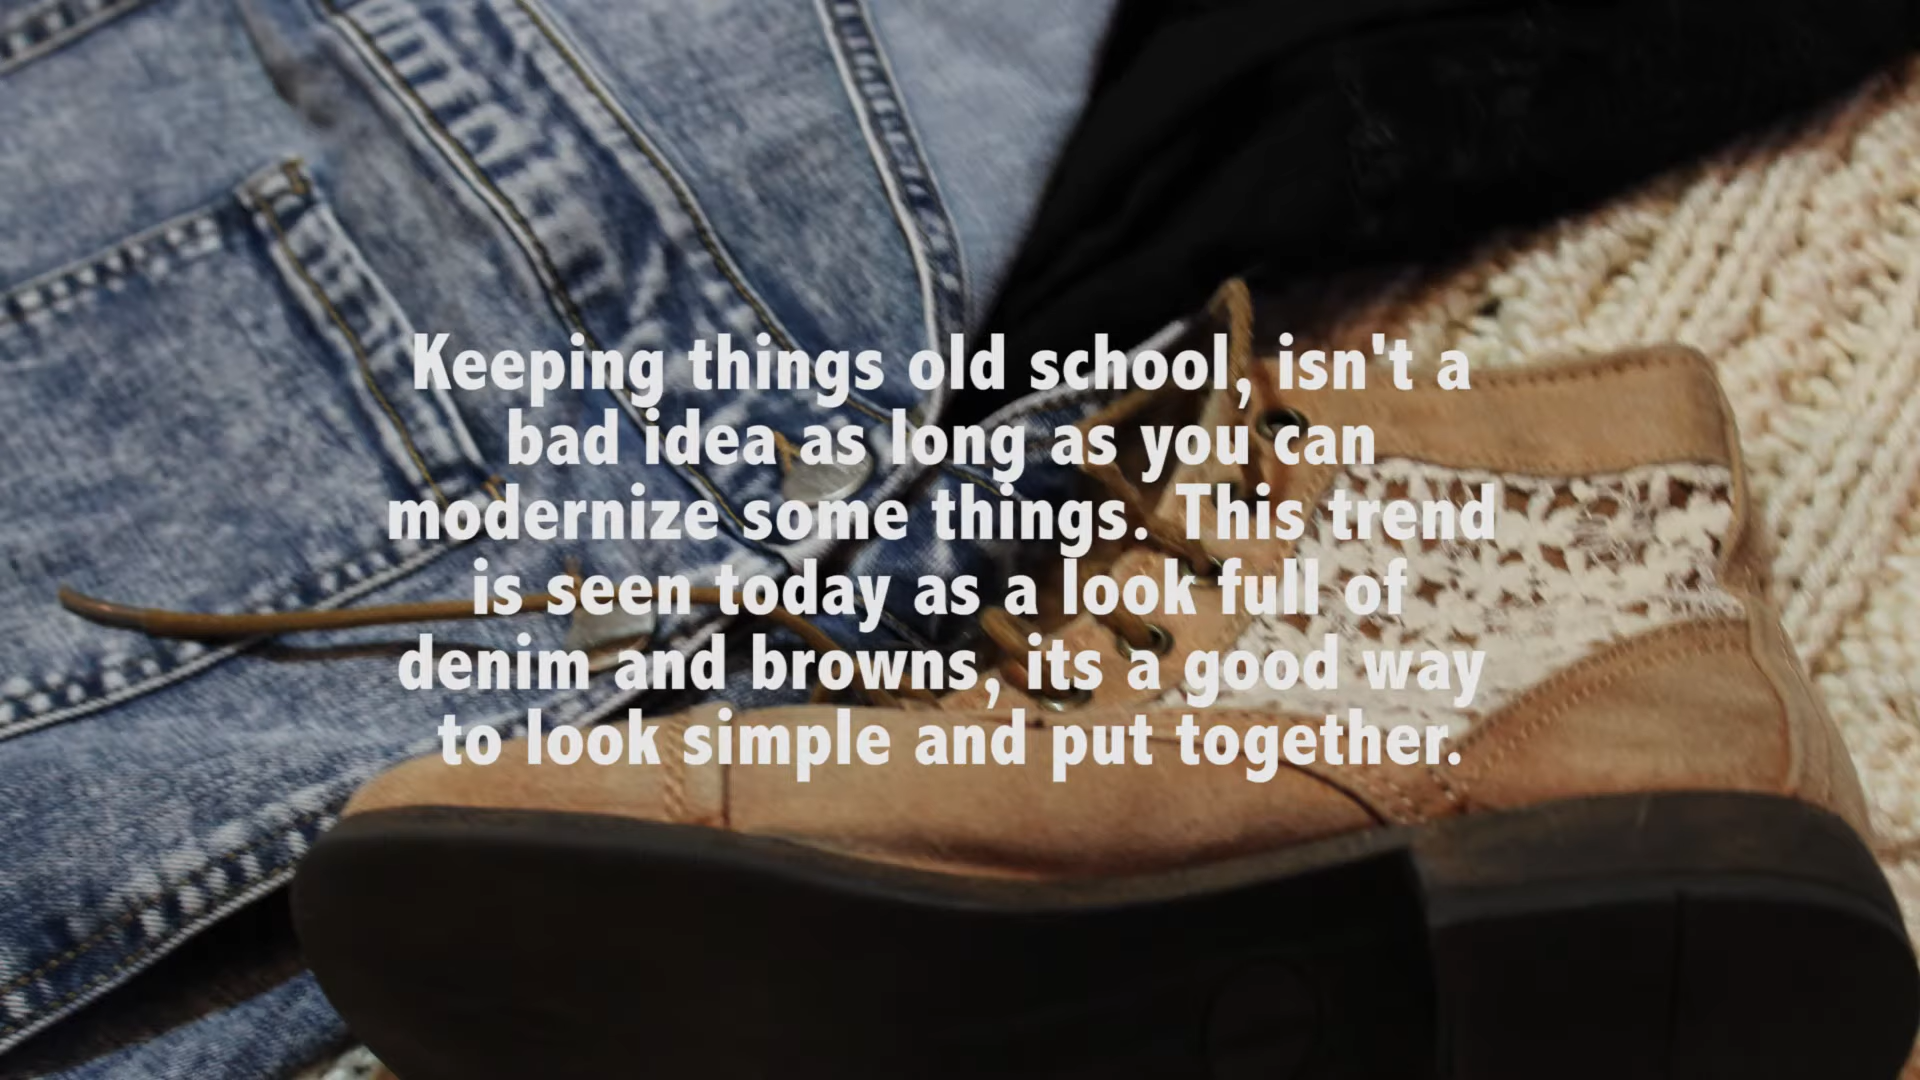 Keeping things old school, isn't a
bad idea as long as you can
modernize some things. This trend
is seen today as a look full of
denim and browns, its a good way
to look simple and put together.